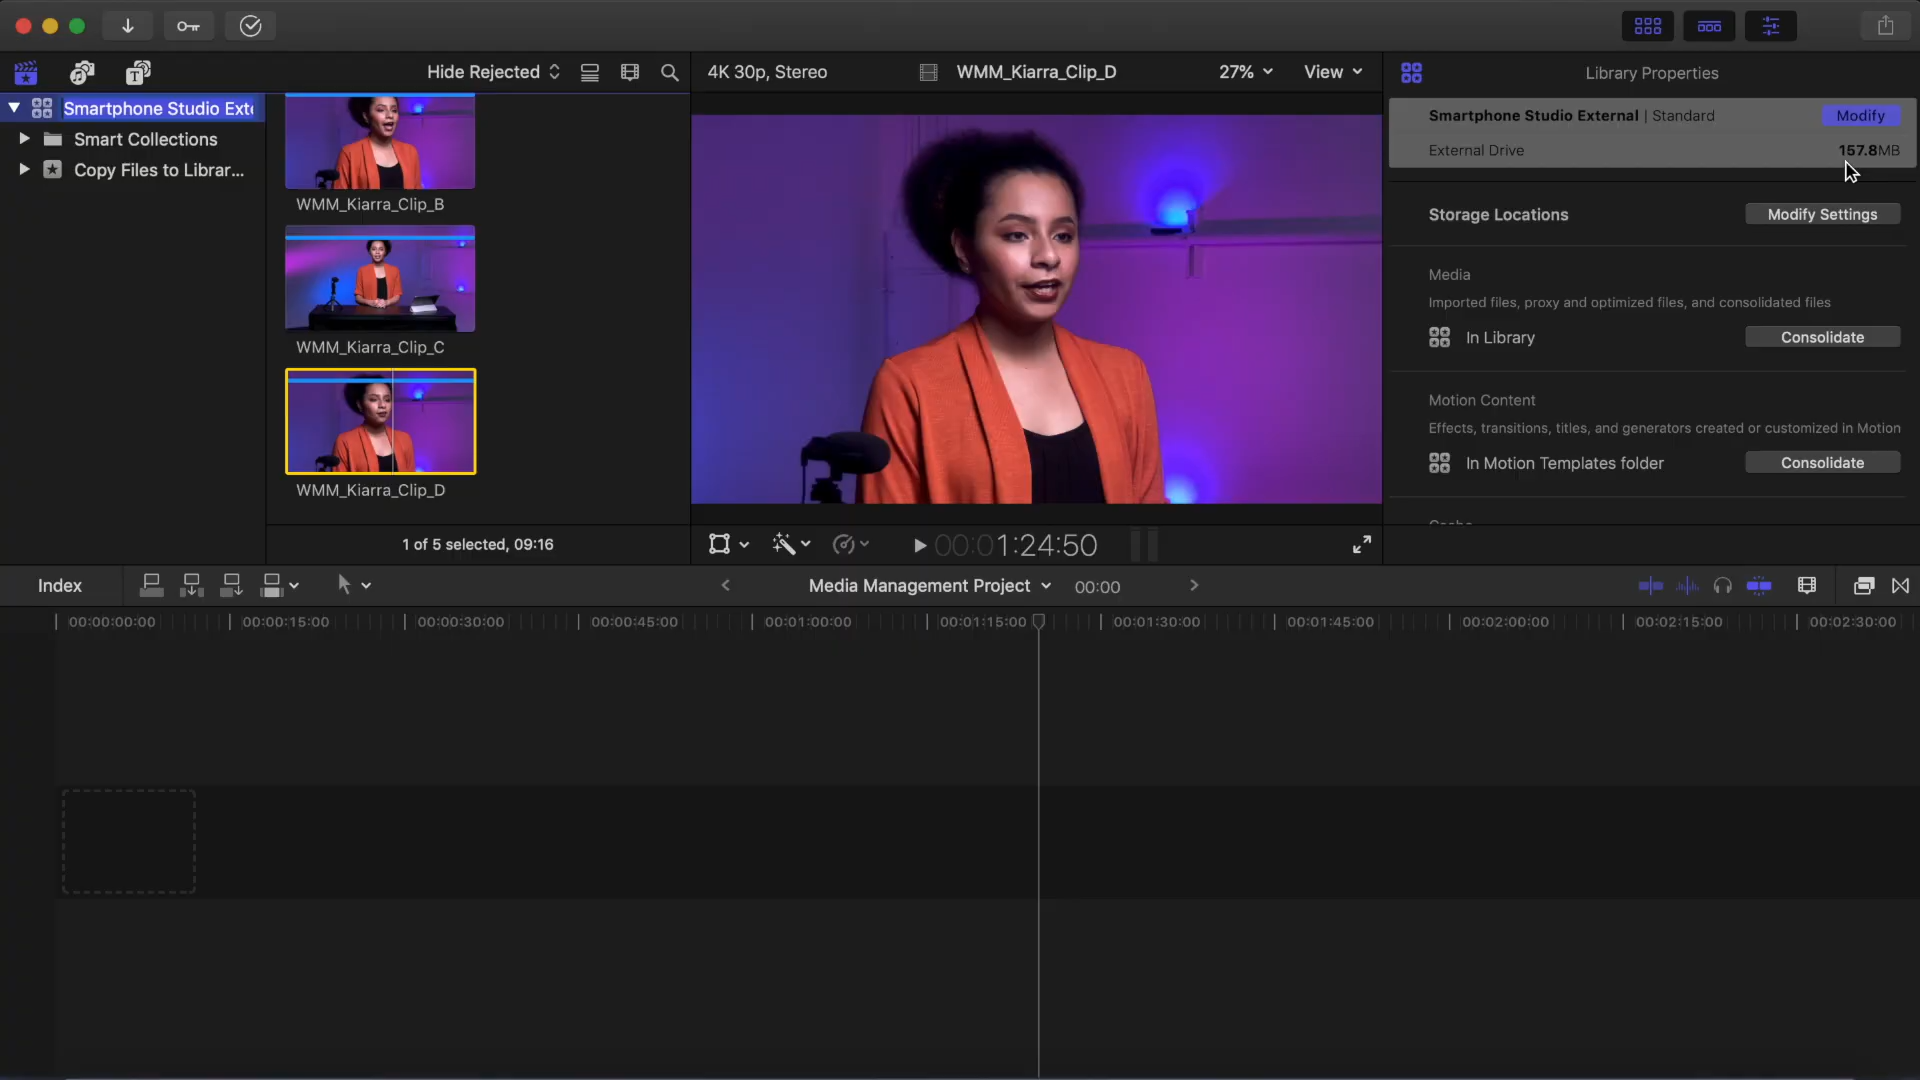 Hide Rejected
4K 30p, Stereo
WMM_Kiarra_Clip_D
27%
View
Library Properties
Smartphone Studio Exte
Smart Collections
Copy Files to Librar...
WMM_Kiarra_Clip_B
WMM_Kiarra_Clip_C
WMM_Kiarra_Clip_D
1 of 5 selected, 09:16
00:01:24:50
Smartphone Studio External | Standard
Modify
External Drive
157.8MB
Storage Locations
Modify Settings
Media
Imported files, proxy and optimized files, and consolidated files
In Library
Consolidate
Motion Content
Effects, transitions, titles, and generators created or customized in Motion
In Motion Templates folder
Consolidate
Index
Media Management Project
00:00
00:00:00:00
00:00:15:00
00:00:30:00
00:00:45:00
00:01:00:00
00:01:15:00
00:01:30:00
00:01:45:00
00:02:00:00
00:02:15:00
00:02:30:00